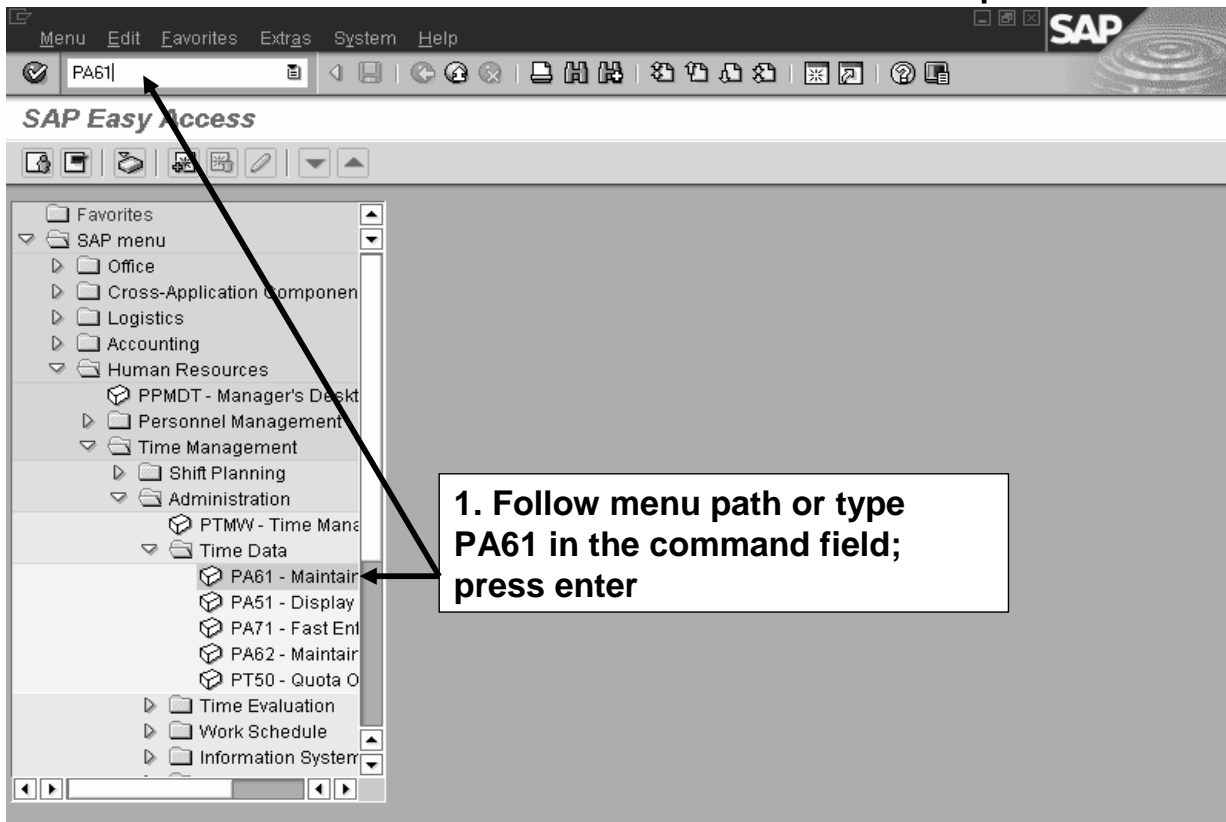 Menu Edit Favorites Extras System Help
SAP
PA61
SAP Easy Access
Favorites
SAP menu
Office
Cross-Application Componen
Logistics
Accounting
Human Resources
PPMDT - Manager's Deskt
Personnel Management
Time Management
Shift Planning
Administration
PTMW - Time Mana
Time Data
PA61 - Maintair
PA51 - Display
PA71 - Fast Ent
PA62 - Maintair
PT50 - Quota O
Time Evaluation
Work Schedule
Information System
1. Follow menu path or type
PA61 in the command field;
press enter